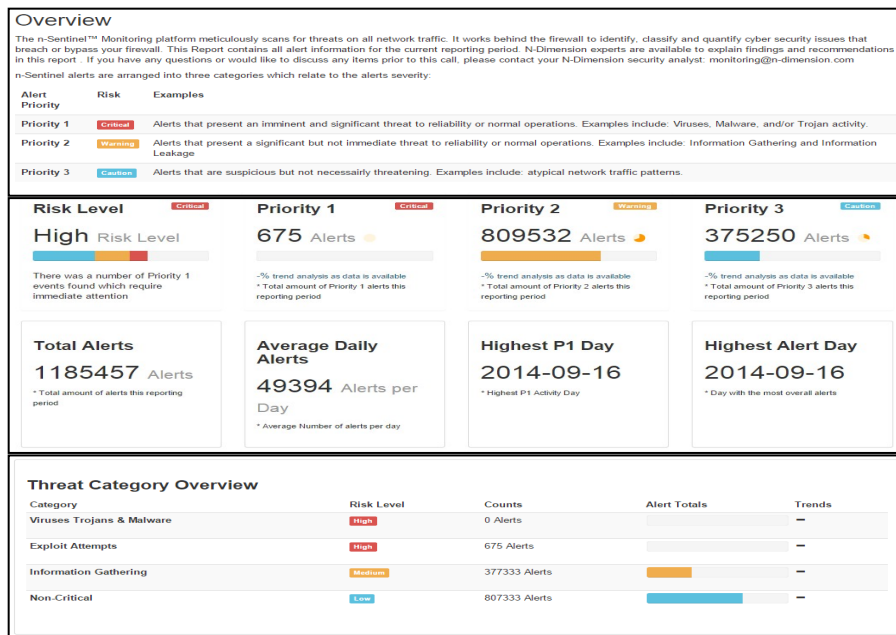 Overview
The n-Sentinel™ Monitoring platform meticulously scans for threats on all network traffic. It works behind the firewall to identify, classify and quantify cyber security issues that
breach or bypass your firewall. This Report contains all alert information for the current reporting period. N-Dimension experts are available to explain findings and recommendations
in this report . If you have any questions or would like to discuss any items prior to this call, please contact your N-Dimension security analyst: monitoring@n-dimension.com
n-Sentinel alerts are arranged into three categories which relate to the alerts severity:
Alert Priority Risk Examples
Priority 1 Critical Alerts that present an imminent and significant threat to reliability or normal operations. Examples include: Viruses, Malware, and/or Trojan activity.
Priority 2 Warning Alerts that present a significant but not immediate threat to reliability or normal operations. Examples include: Information Gathering and Information
Leakage
Priority 3 Caution Alerts that are suspicious but not necessairly threatening. Examples include: atypical network traffic patterns.
Risk Level Critical
High Risk Level
There was a number of Priority 1
events found which require
immediate attention
Priority 1 Critical
675 Alerts
-% trend analysis as data is available
* Total amount of Priority 1 alerts this
reporting period
Priority 2 Warning
809532 Alerts
-% trend analysis as data is available
* Total amount of Priority 2 alerts this
reporting period
Priority 3 Caution
375250 Alerts
-% trend analysis as data is available
* Total amount of Priority 3 alerts this
reporting period
Total Alerts
1185457 Alerts
* Total amount of alerts this reporting
period
Average Daily
Alerts
49394 Alerts per
Day
* Average Number of alerts per day
Highest P1 Day
2014-09-16
* Highest P1 Activity Day
Highest Alert Day
2014-09-16
* Day with the most overall alerts
Threat Category Overview
Category Risk Level Counts Alert Totals Trends
Viruses Trojans & Malware High 0 Alerts –
Exploit Attempts High 675 Alerts –
Information Gathering Medium 377333 Alerts –
Non-Critical Low 807333 Alerts –